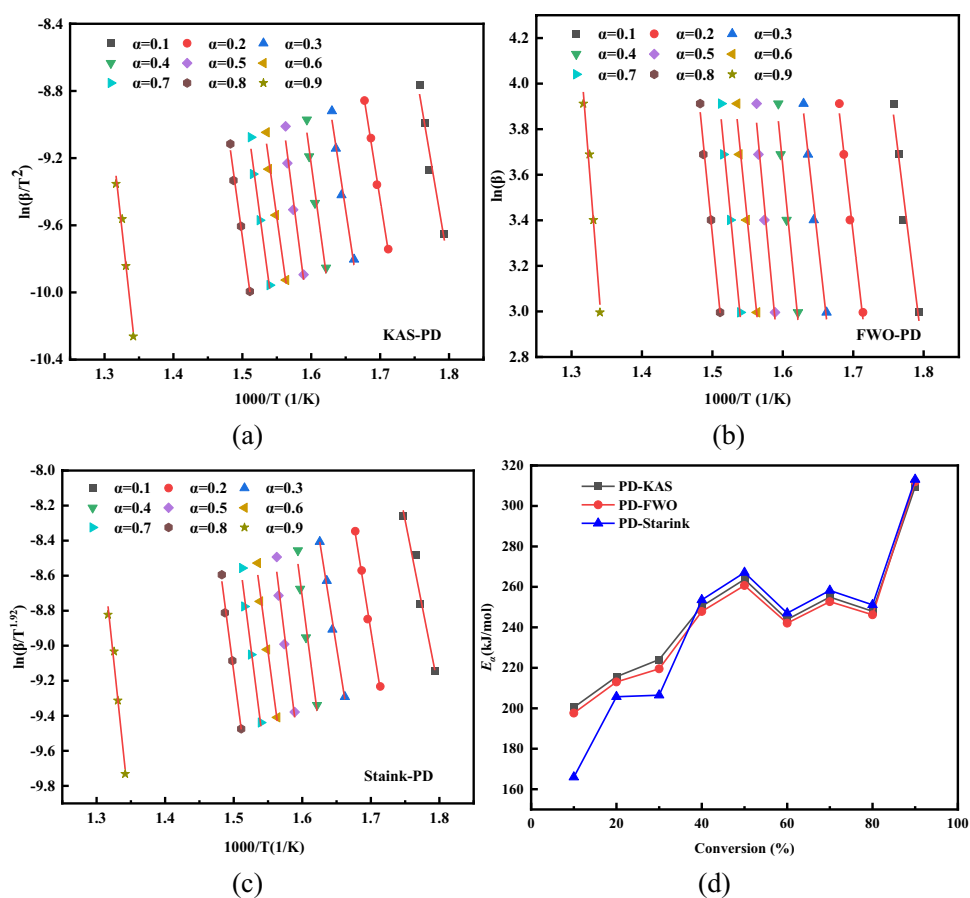 -8.4
-8.8
-9.2
-9.6
-10.0
-10.4
ln(β/T²)
α=0.1 α=0.2 α=0.3
α=0.4 α=0.5 α=0.6
α=0.7 α=0.8 α=0.9
KAS-PD
1.3 1.4 1.5 1.6 1.7 1.8
1000/T (1/K)
(a)
4.2
4.0
3.8
3.6
3.4
3.2
3.0
2.8
ln(β)
α=0.1 α=0.2 α=0.3
α=0.4 α=0.5 α=0.6
α=0.7 α=0.8 α=0.9
FWO-PD
1.3 1.4 1.5 1.6 1.7 1.8
1000/T (1/K)
(b)
-8.0
-8.2
-8.4
-8.6
-8.8
-9.0
-9.2
-9.4
-9.6
-9.8
ln(β/T^1.92)
α=0.1 α=0.2 α=0.3
α=0.4 α=0.5 α=0.6
α=0.7 α=0.8 α=0.9
Staink-PD
1.3 1.4 1.5 1.6 1.7 1.8
1000/T(1/K)
(c)
320
300
280
260
240
220
200
180
160
Eα(kJ/mol)
PD-KAS
PD-FWO
PD-Starink
0 20 40 60 80 100
Conversion (%)
(d)